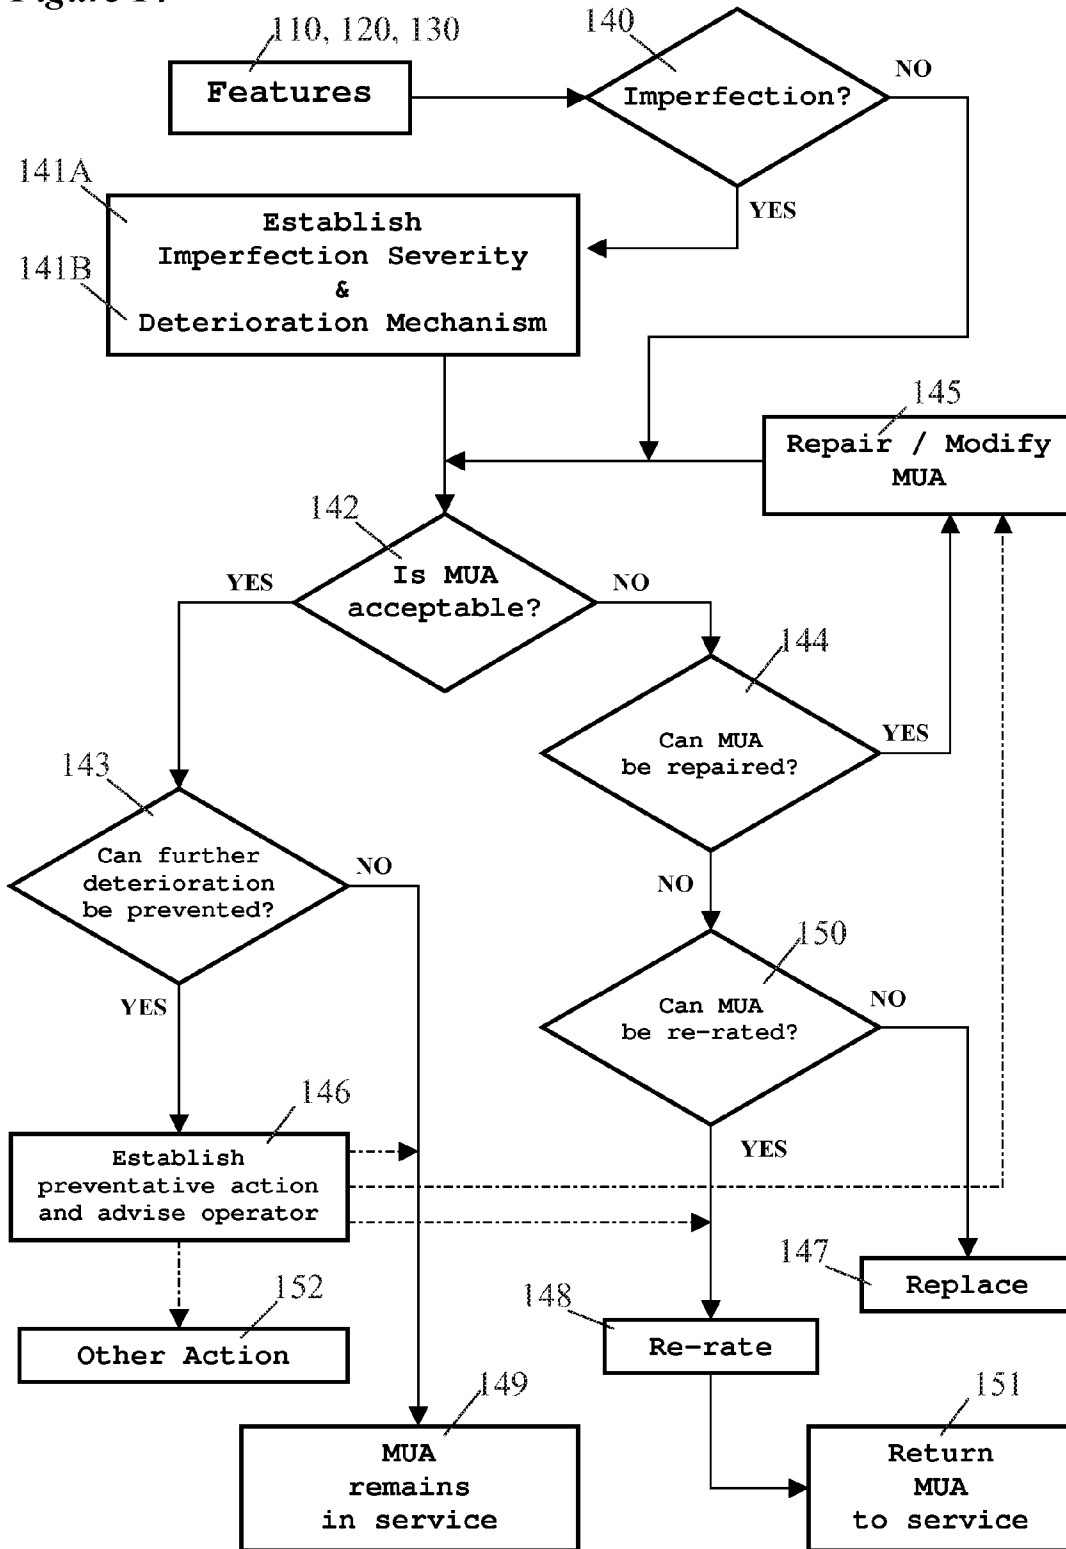 110, 120, 130
Features
140
Imperfection?
NO
YES
141A
Establish
Imperfection Severity
141B
&
Deterioration Mechanism
145
Repair / Modify
MUA
142
Is MUA
acceptable?
YES
NO
144
Can MUA
be repaired?
YES
NO
143
Can further
deterioration
be prevented?
NO
YES
150
Can MUA
be re-rated?
NO
YES
146
Establish
preventative action
and advise operator
147
Replace
152
Other Action
148
Re-rate
149
MUA
remains
in service
151
Return
MUA
to service